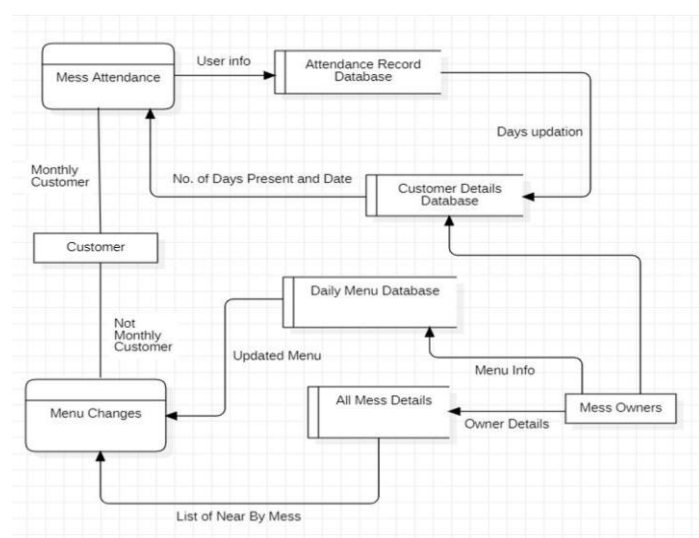 User info
Mess Attendance
Attendance Record
Database
Days updation
Monthly
Customer
No. of Days Present and Date
Customer Details
Database
Customer
Daily Menu Database
Not
Monthly
Customer
Updated Menu
Menu Info
Menu Changes
All Mess Details
Mess Owners
Owner Details
List of Near By Mess